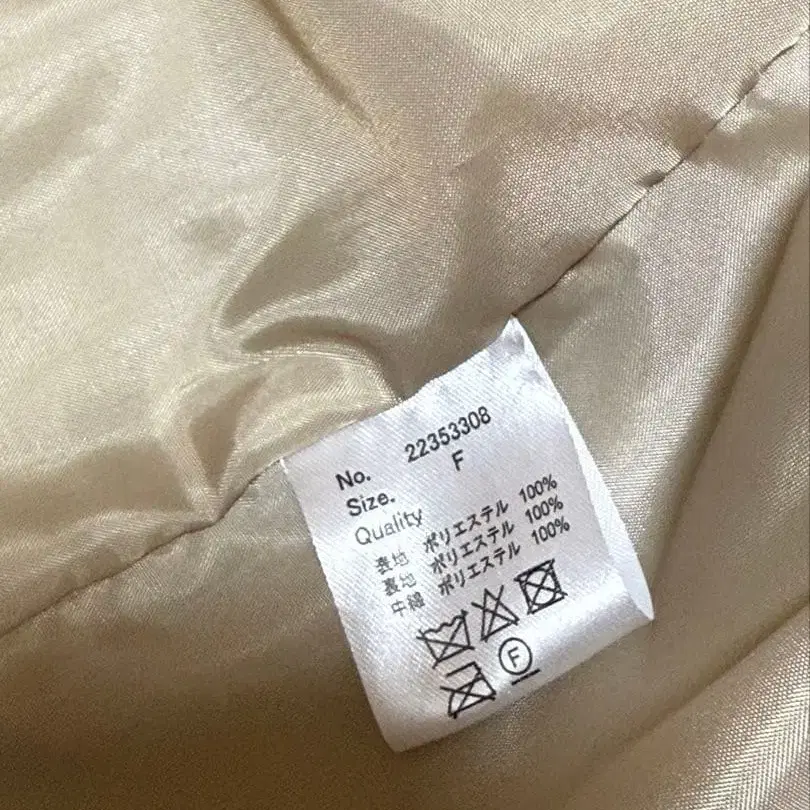 No. 22353308
Size. F
Quality
表地 ポリエステル 100%
裏地 ポリエステル 100%
中綿 ポリエステル 100%
F